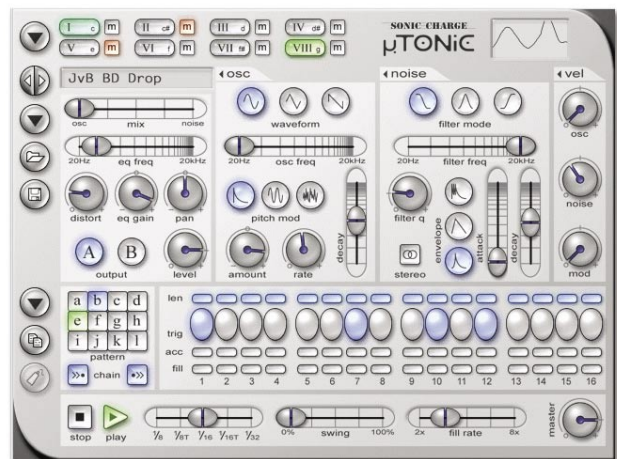 I c m II c# m III d m IV d# m
V e m VI f m VII f# m VIII g m
SONIC CHARGE
µTONIC
JvB BD Drop
osc
noise
vel
osc mix noise
waveform
filter mode
osc
20Hz eq freq 20kHz
20Hz osc freq 20kHz
20Hz filter freq 20kHz
distort eq gain pan
pitch mod
decay
filter q
envelope
attack
decay
noise
A B
output level
amount rate
stereo
mod
a b c d
e f g h
i j k l
pattern
chain
len
trig
acc
fill
1 2 3 4 5 6 7 8 9 10 11 12 13 14 15 16
stop play
1/8 1/8T 1/16 1/16T 1/32
0% swing 100%
2x fill rate 8x
master